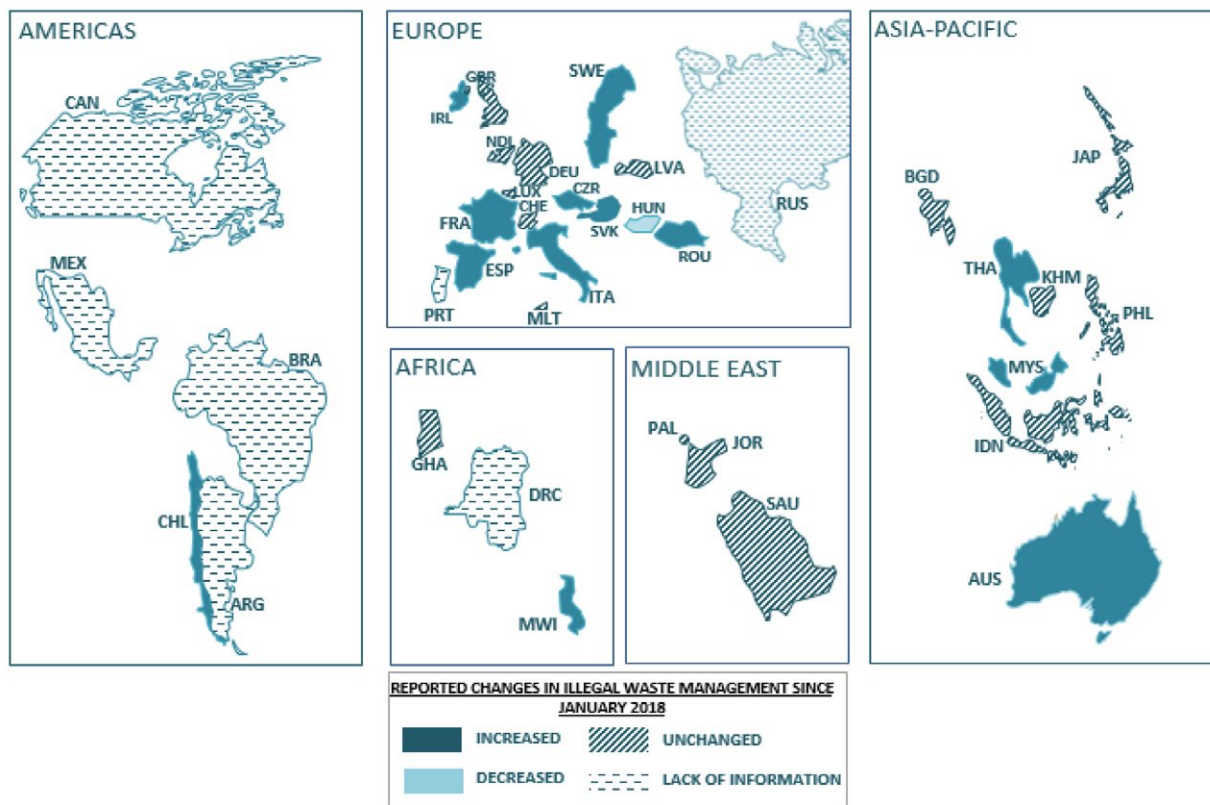 AMERICAS
CAN
MEX
BRA
CHL
ARG
EUROPE
GBR
SWE
IRL
NDL
DEU
LVA
LUX
CZR
CHE
HUN
RUS
FRA
SVK
ROU
ESP
ITA
PRT
MLT
AFRICA
GHA
DRC
MWI
MIDDLE EAST
PAL
JOR
SAU
ASIA-PACIFIC
JAP
BGD
THA
KHM
PHL
MYS
IDN
AUS
REPORTED CHANGES IN ILLEGAL WASTE MANAGEMENT SINCE
JANUARY 2018
INCREASED
UNCHANGED
DECREASED
LACK OF INFORMATION